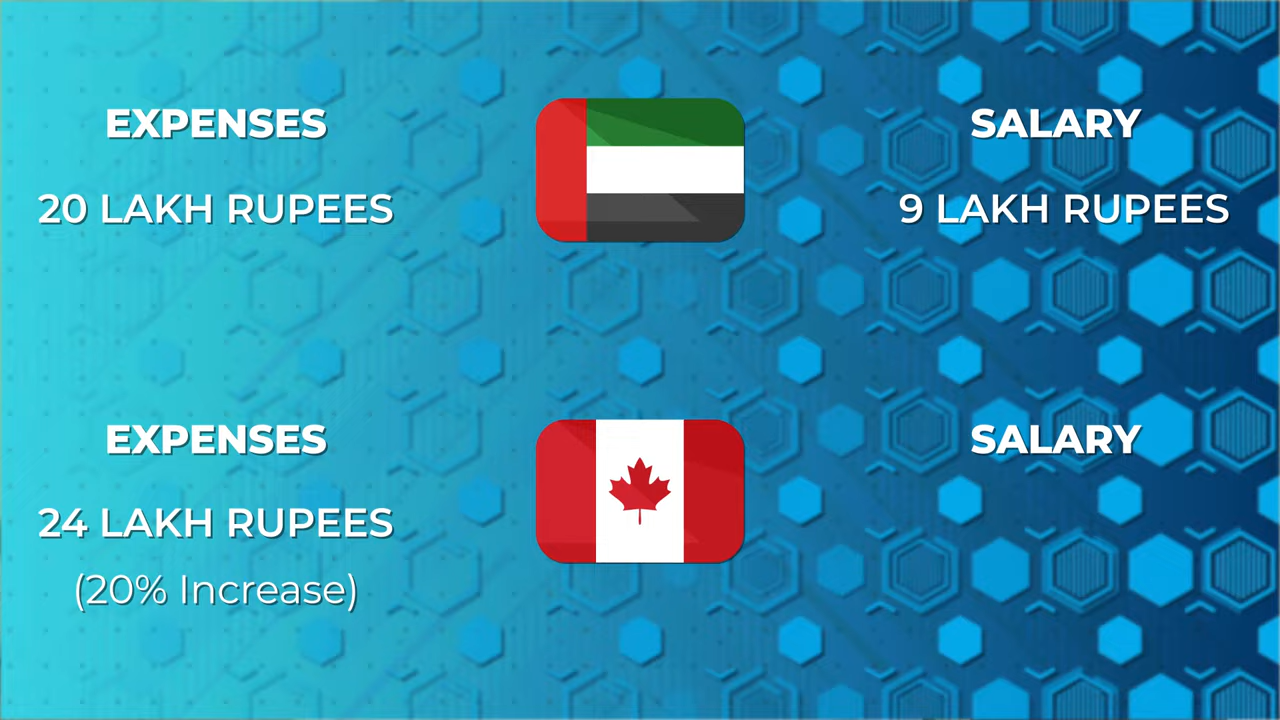 EXPENSES
SALARY
20 LAKH RUPEES
9 LAKH RUPEES
EXPENSES
SALARY
24 LAKH RUPEES
(20% Increase)